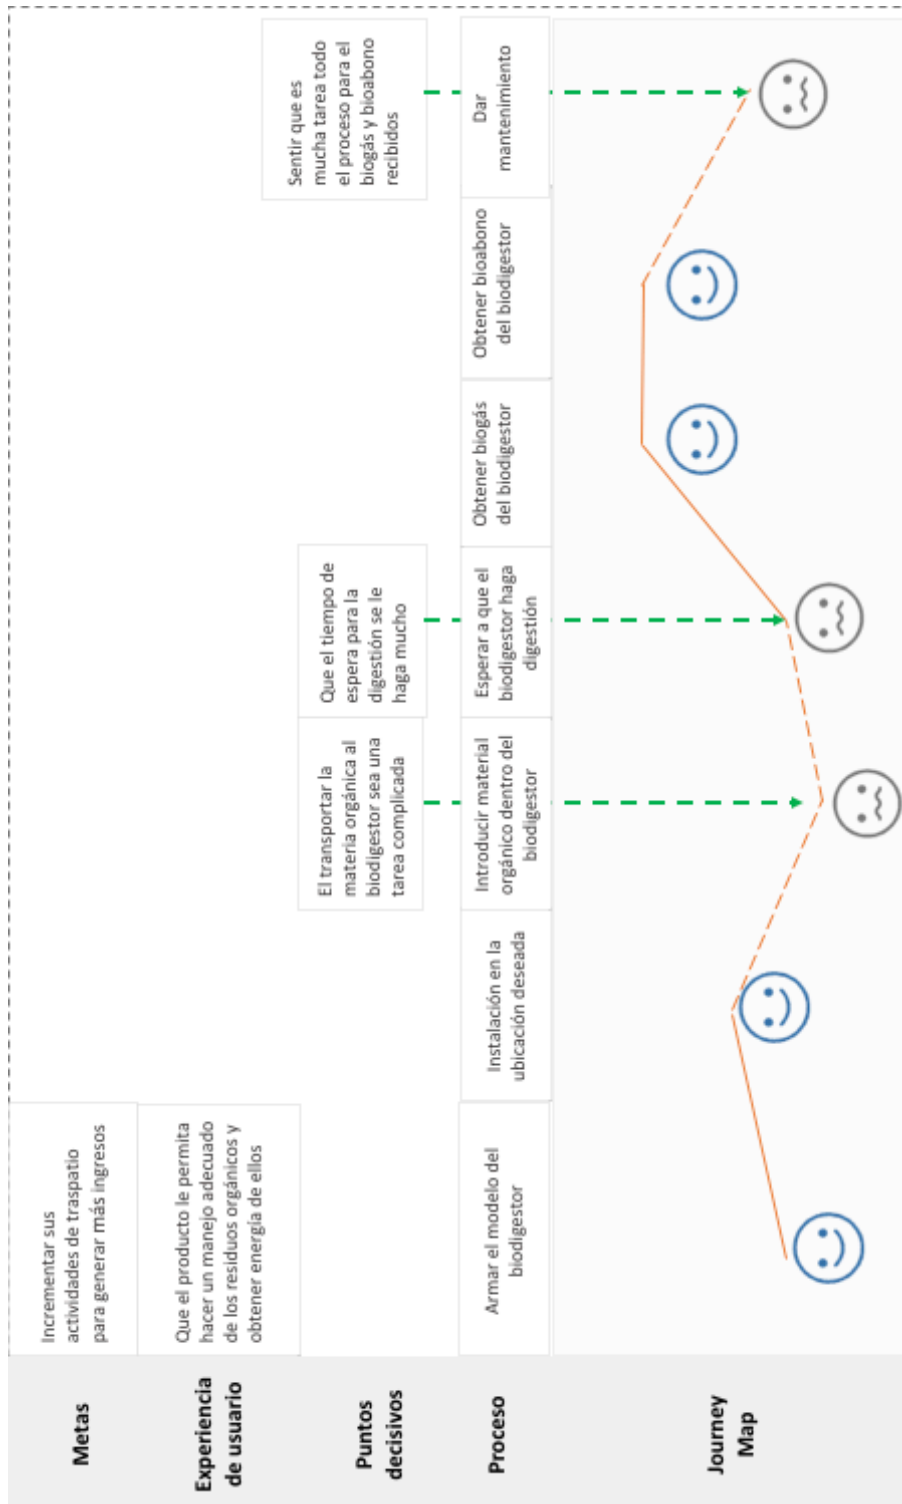 Metas
Incrementar sus
actividades de traspatio
para generar más ingresos
Experiencia
de usuario
Que el producto le permita
hacer un manejo adecuado
de los residuos orgánicos y
obtener energía de ellos
Puntos
decisivos
El transportar la
materia orgánica al
biodigestor sea una
tarea complicada
Que el tiempo de
espera para la
digestión se le
haga mucho
Sentir que es
mucha tarea todo
el proceso para el
biogás y bioabono
recibidos
Proceso
Armar el modelo del
biodigestor
Instalación en la
ubicación deseada
Introducir material
orgánico dentro del
biodigestor
Esperar a que el
biodigestor haga
digestión
Obtener biogás
del biodigestor
Obtener bioabono
del biodigestor
Dar
mantenimiento
Journey
Map